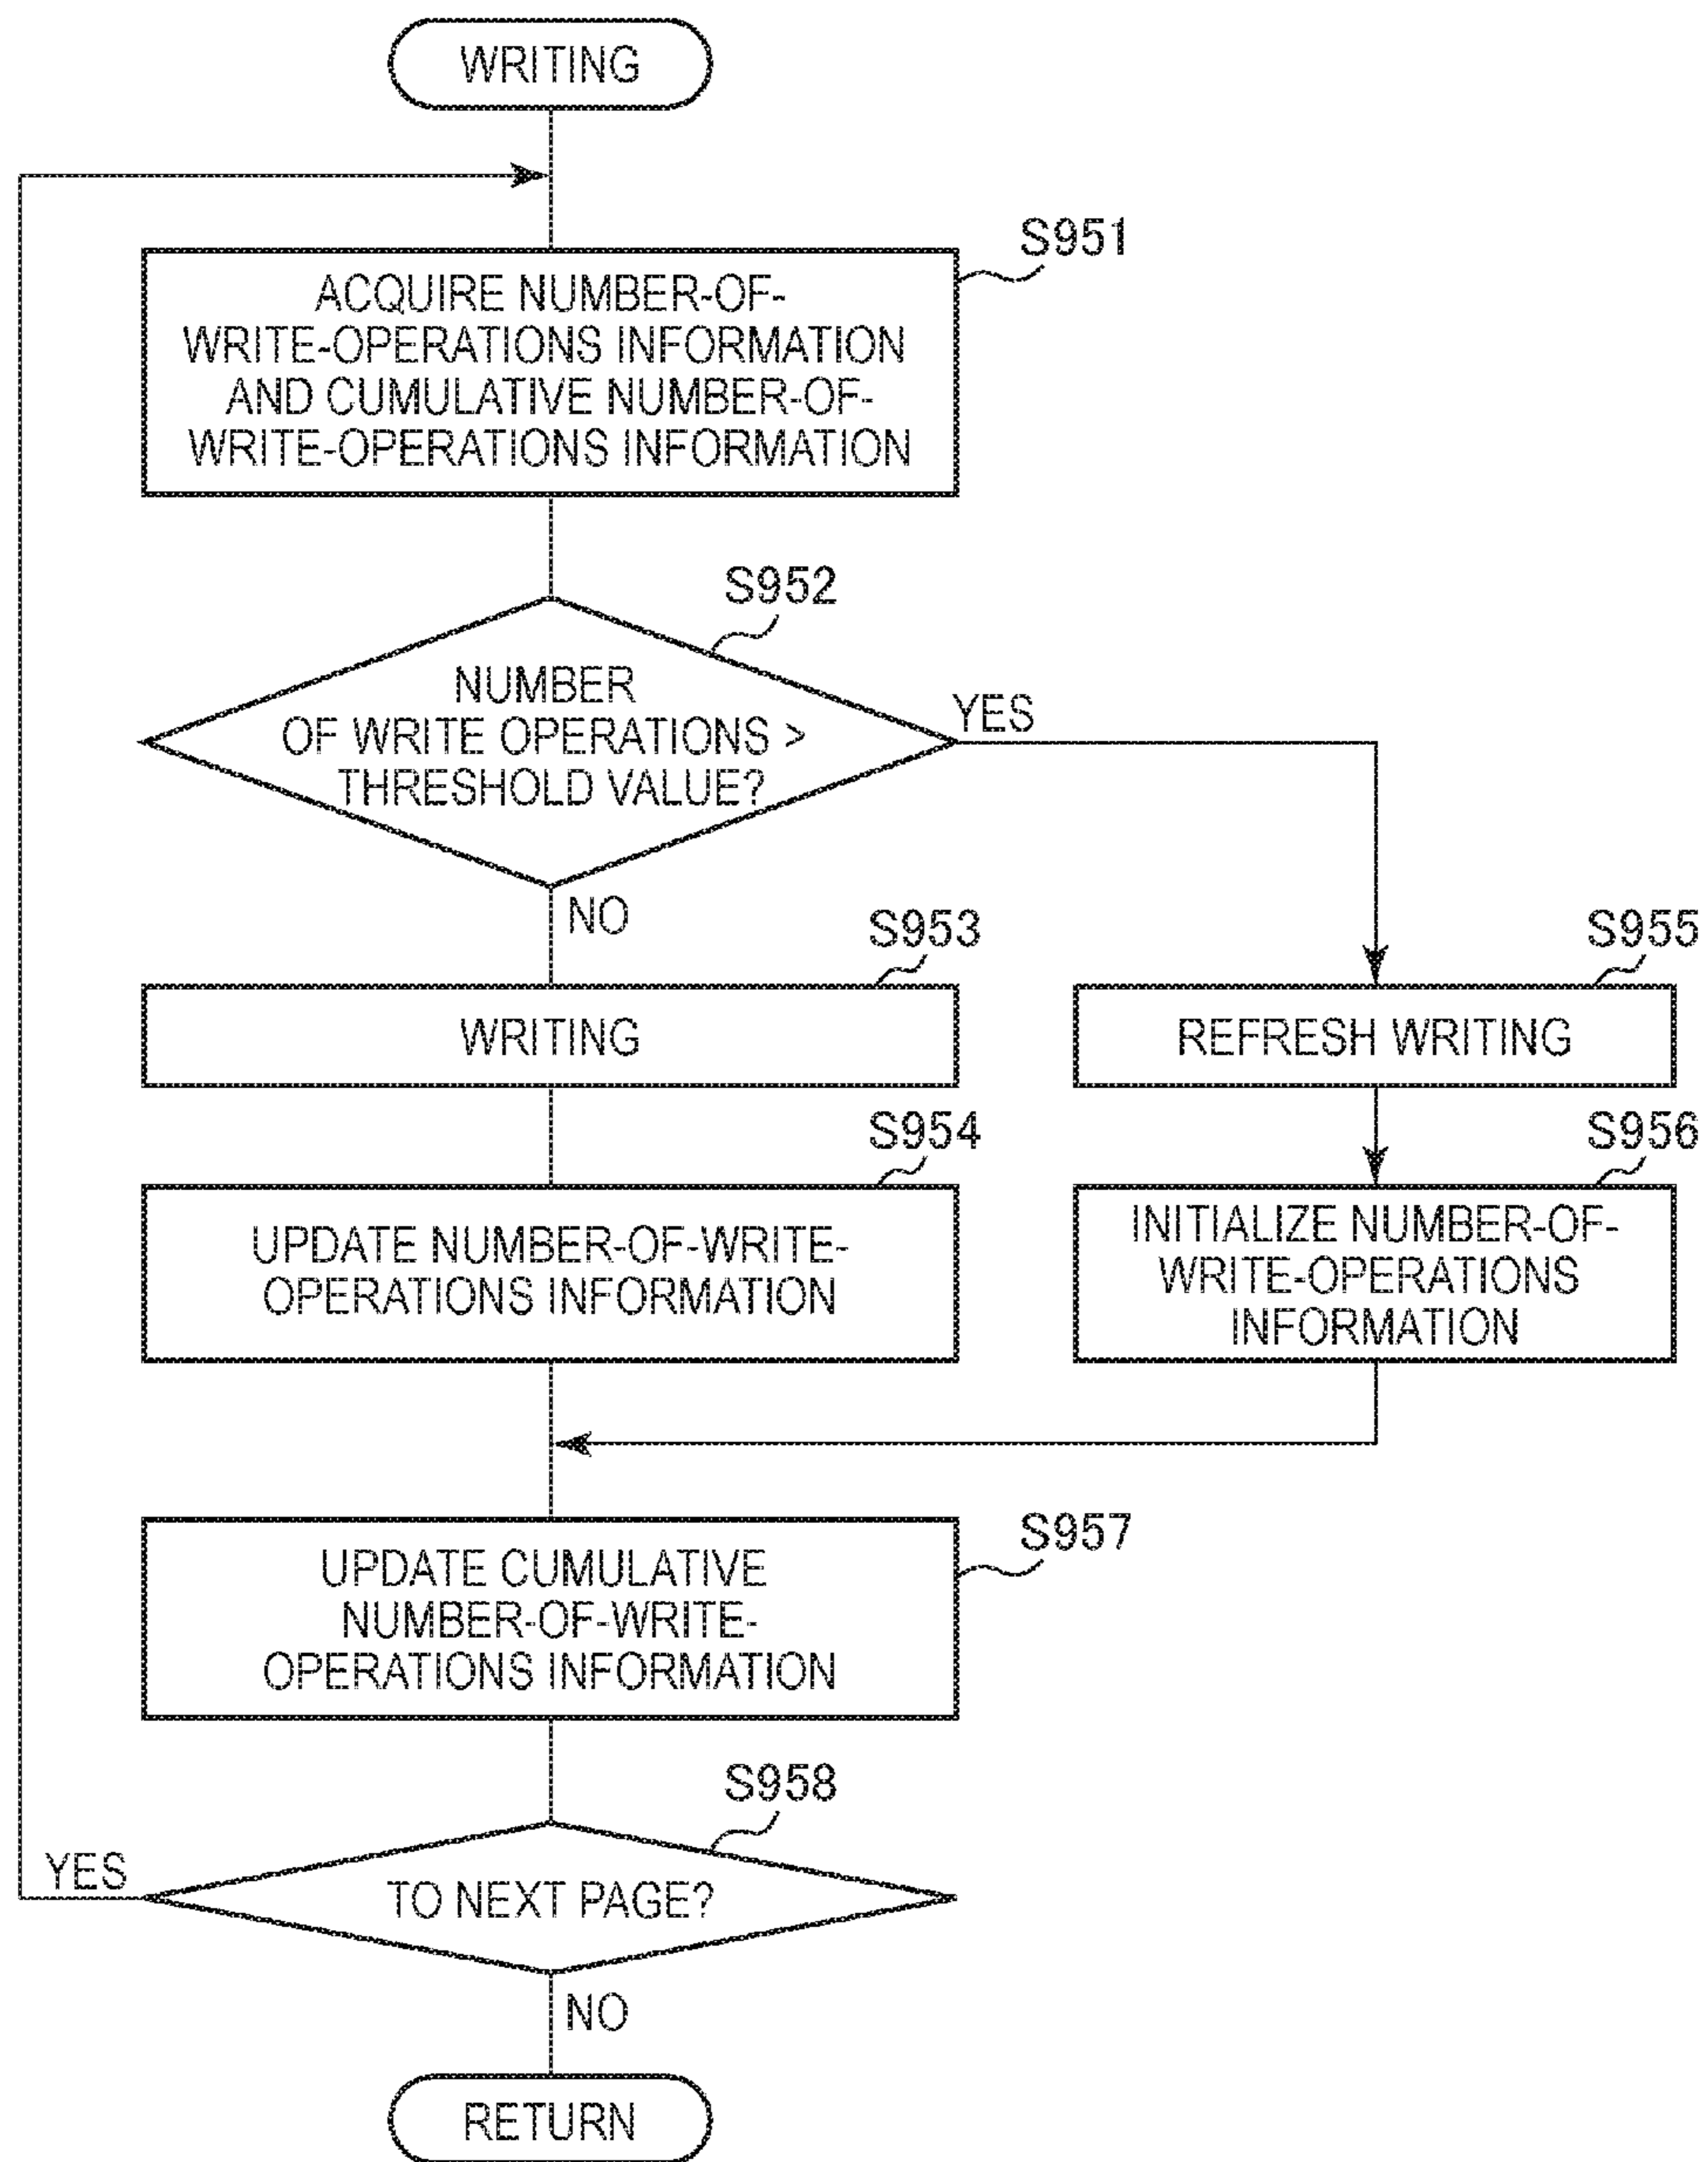 WRITING
S951
ACQUIRE NUMBER-OF-
WRITE-OPERATIONS INFORMATION
AND CUMULATIVE NUMBER-OF-
WRITE-OPERATIONS INFORMATION
S952
NUMBER
OF WRITE OPERATIONS >
THRESHOLD VALUE?
YES
NO
S953
WRITING
S955
REFRESH WRITING
S954
UPDATE NUMBER-OF-WRITE-
OPERATIONS INFORMATION
S956
INITIALIZE NUMBER-OF-
WRITE-OPERATIONS
INFORMATION
S957
UPDATE CUMULATIVE
NUMBER-OF-WRITE-
OPERATIONS INFORMATION
S958
YES
TO NEXT PAGE?
NO
RETURN